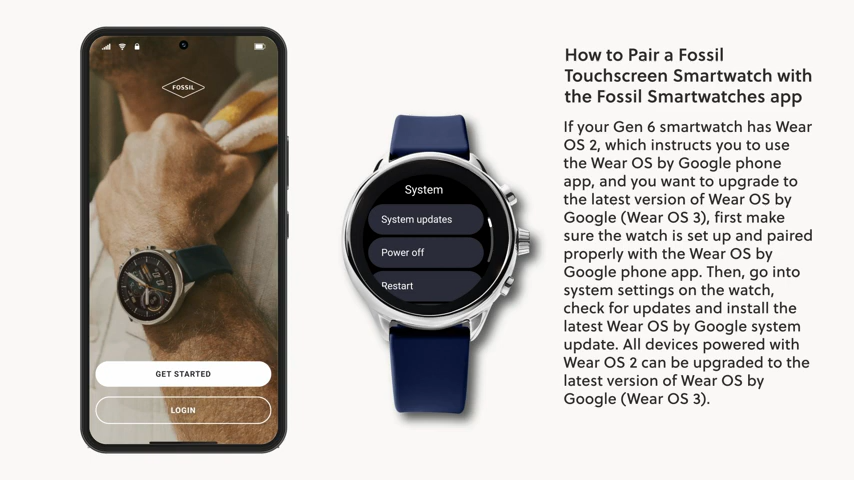 FOSSIL
GET STARTED
LOGIN
System
System updates
Power off
Restart
How to Pair a Fossil
Touchscreen Smartwatch with
the Fossil Smartwatches app
If your Gen 6 smartwatch has Wear
OS 2, which instructs you to use
the Wear OS by Google phone
app, and you want to upgrade to
the latest version of Wear OS by
Google (Wear OS 3), first make
sure the watch is set up and paired
properly with the Wear OS by
Google phone app. Then, go into
system settings on the watch,
check for updates and install the
latest Wear OS by Google system
update. All devices powered with
Wear OS 2 can be upgraded to the
latest version of Wear OS by
Google (Wear OS 3).